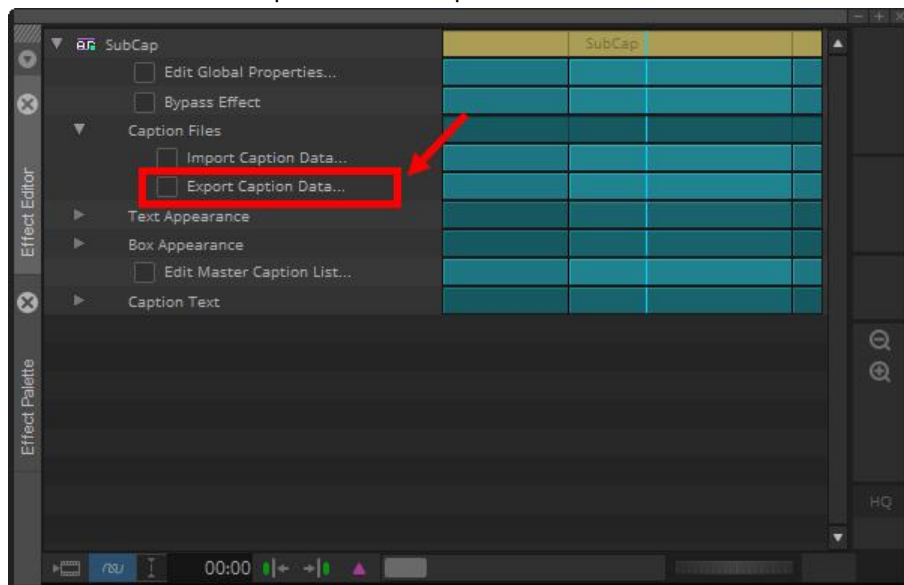 SubCap
SubCap
Edit Global Properties...
Bypass Effect
Caption Files
Import Caption Data...
Export Caption Data...
Text Appearance
Box Appearance
Edit Master Caption List...
Caption Text
Effect Editor
Effect Palette
HQ
00:00